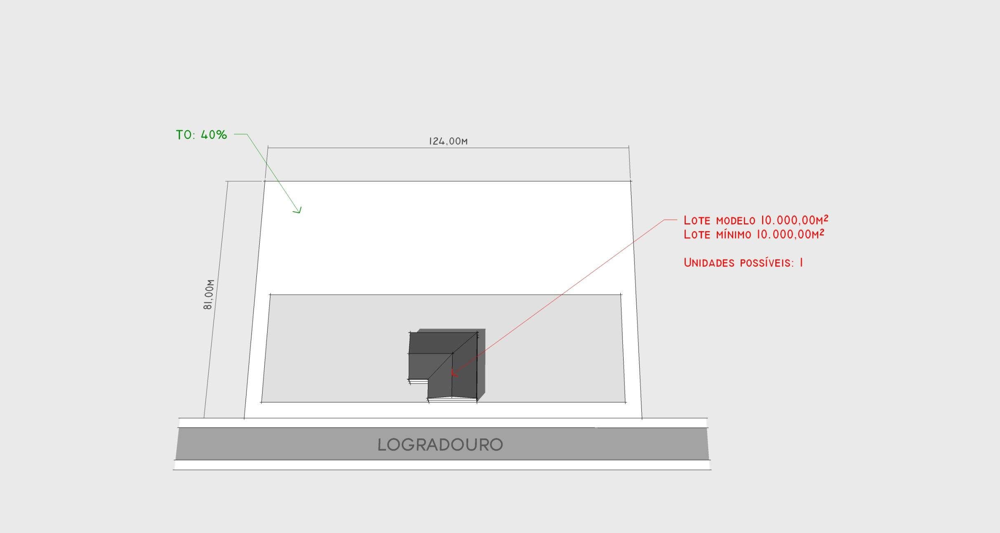 TO: 40%
124,00M
81,00M
LOTE MODELO 10.000,00M²
LOTE MÍNIMO 10.000,00M²
UNIDADES POSSÍVEIS: 1
LOGRADOURO